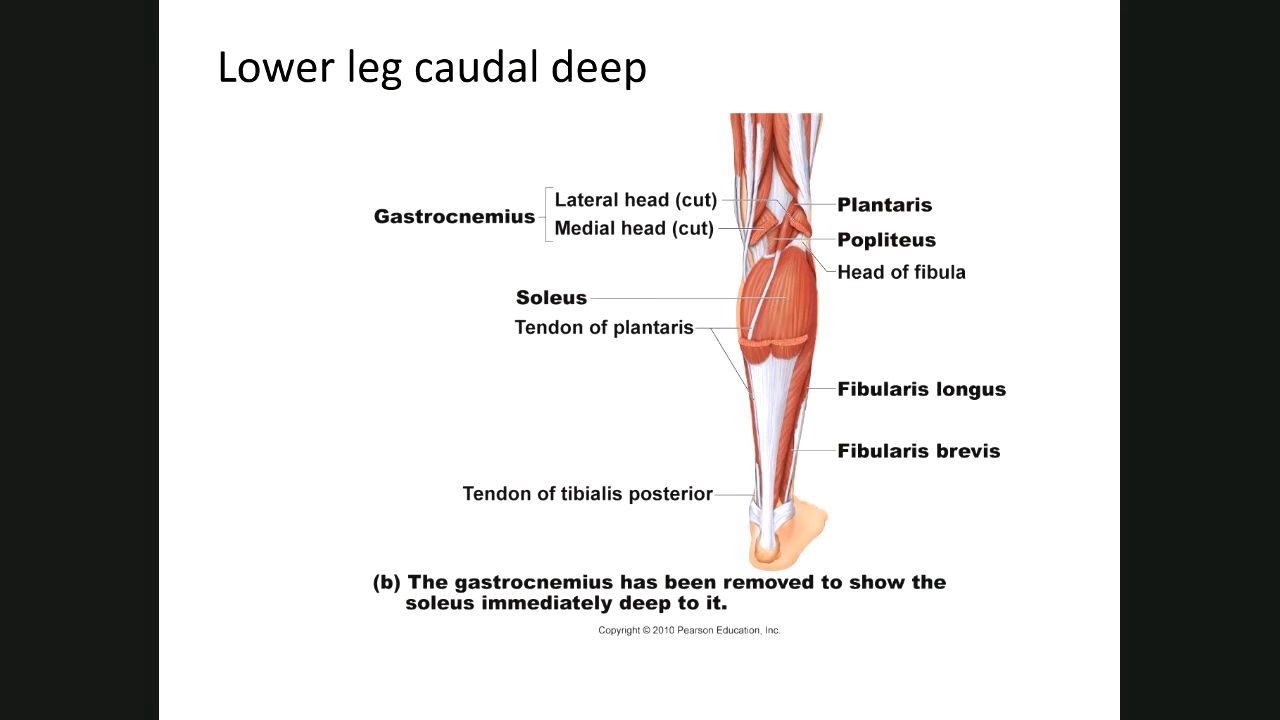 Lower leg caudal deep
Gastrocnemius
Lateral head (cut)
Medial head (cut)
Plantaris
Popliteus
Head of fibula
Soleus
Tendon of plantaris
Fibularis longus
Fibularis brevis
Tendon of tibialis posterior
(b) The gastrocnemius has been removed to show the
soleus immediately deep to it.
Copyright © 2010 Pearson Education, Inc.